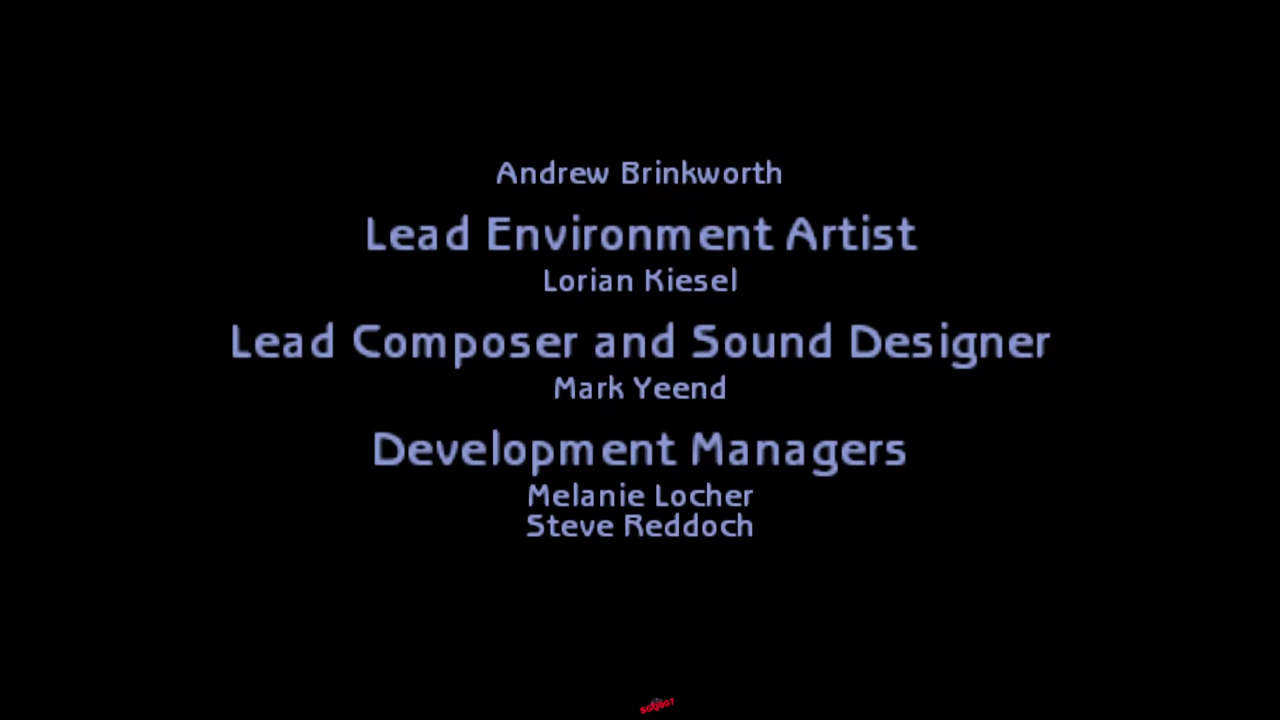 Andrew Brinkworth
Lead Environment Artist
Lorian Kiesel
Lead Composer and Sound Designer
Mark Yeend
Development Managers
Melanie Locher
Steve Reddoch